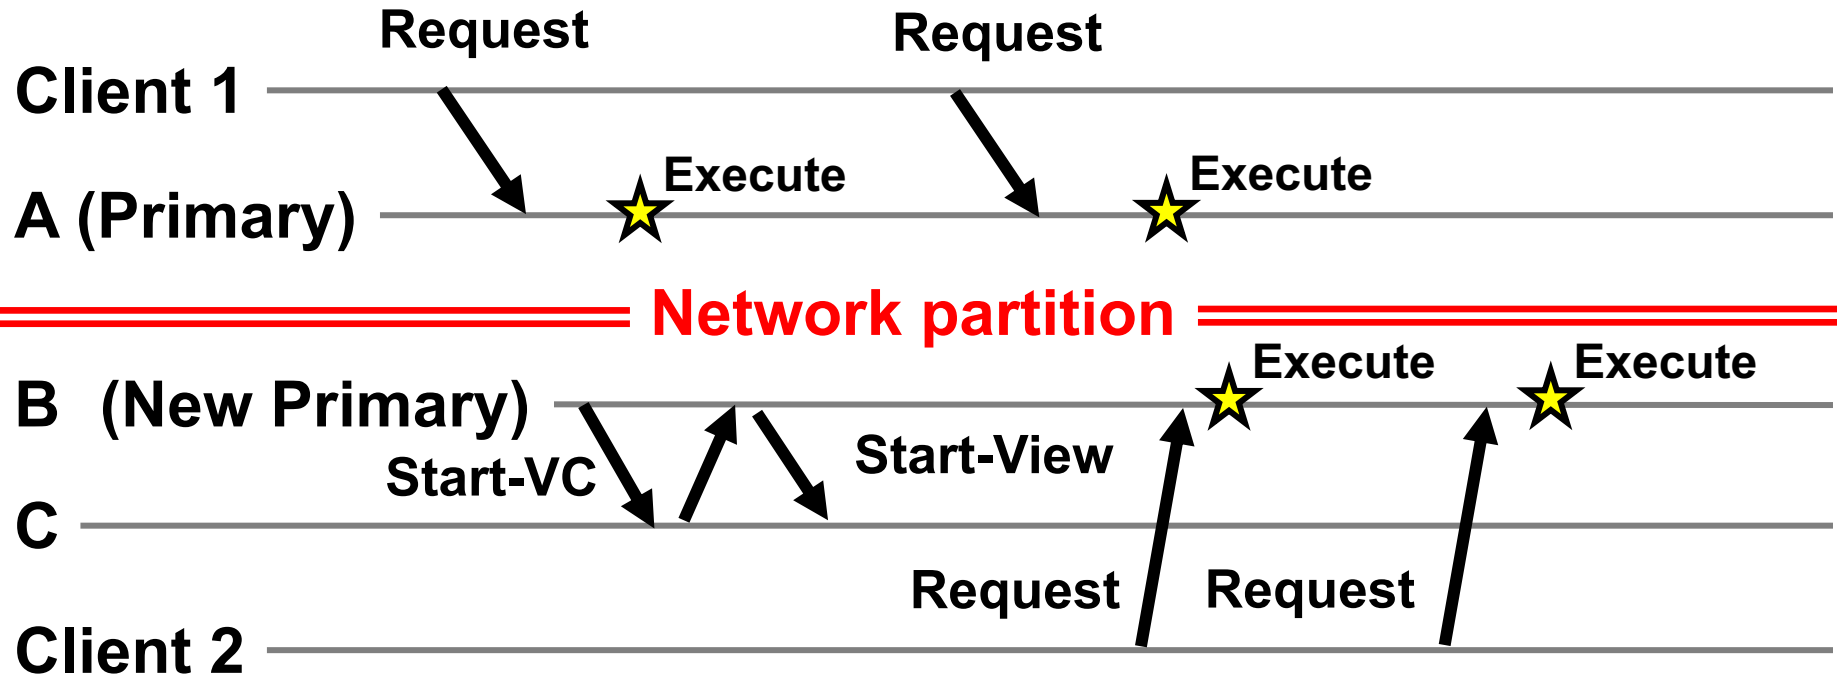 Request
Request
Client 1
Execute
Execute
A (Primary)
Network partition
Execute
Execute
B (New Primary)
Start-VC
Start-View
C
Request
Request
Client 2